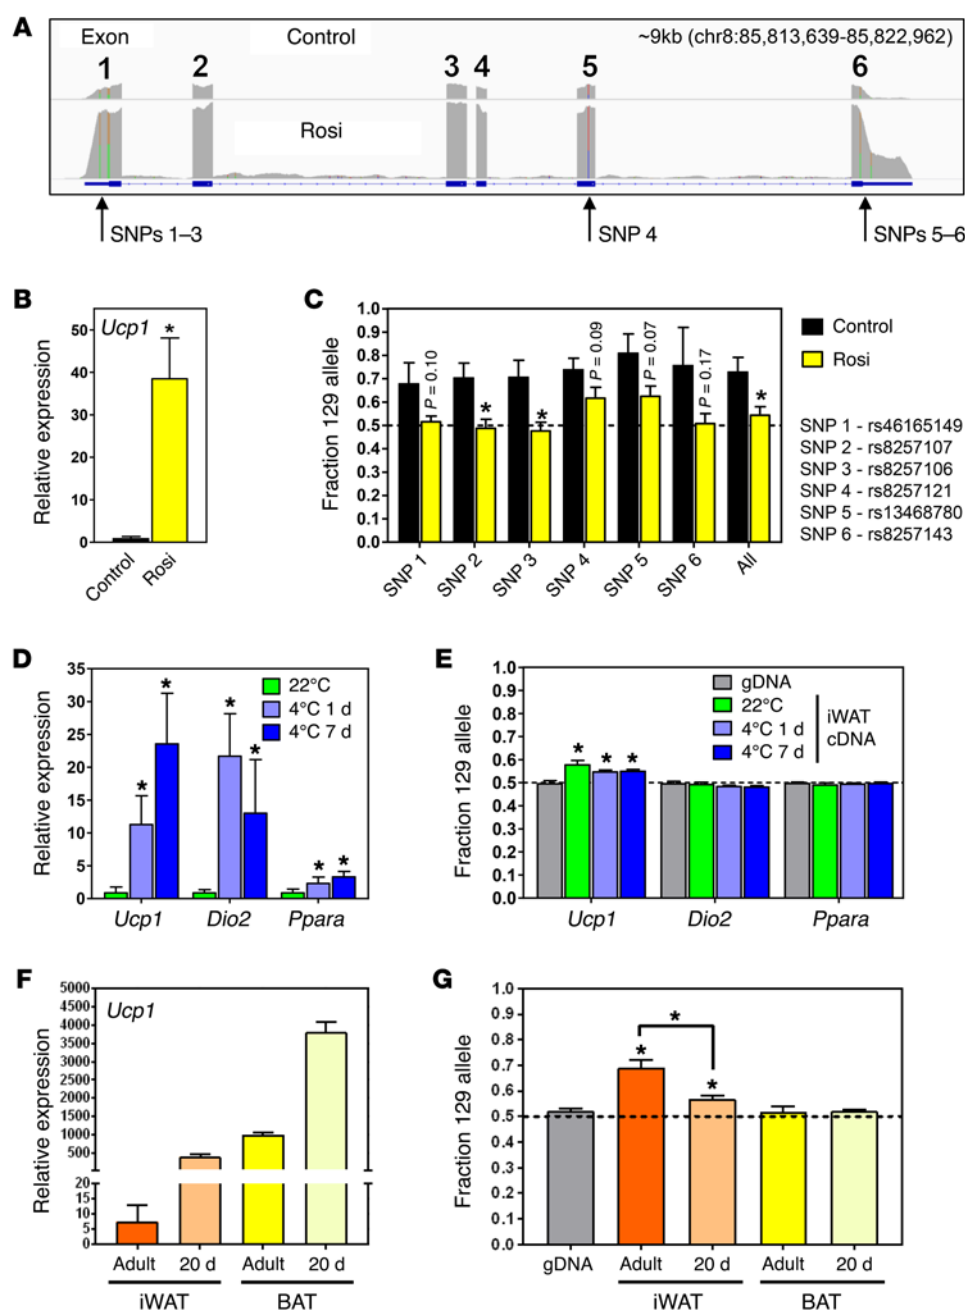 A
Exon
Control
~9kb (chr8:85,813,639-85,822,962)
1 2 3 4 5 6
Rosi
SNPs 1–3
SNP 4
SNPs 5–6
B
Ucp1
*
Relative expression
50
40
30
20
10
0
Control
Rosi
C
Fraction 129 allele
1.0
0.9
0.8
0.7
0.6
0.5
0.4
0.3
0.2
0.1
0.0
P = 0.10
*
*
P = 0.09
P = 0.07
P = 0.17
*
SNP 1
SNP 2
SNP 3
SNP 4
SNP 5
SNP 6
All
Control
Rosi
SNP 1 - rs46165149
SNP 2 - rs8257107
SNP 3 - rs8257106
SNP 4 - rs8257121
SNP 5 - rs13468780
SNP 6 - rs8257143
D
Relative expression
35
30
25
20
15
10
5
0
22°C
4°C 1 d
4°C 7 d
* * * * * *
Ucp1 Dio2 Ppara
E
Fraction 129 allele
1.0
0.9
0.8
0.7
0.6
0.5
0.4
0.3
0.2
0.1
0.0
gDNA
22°C
4°C 1 d
4°C 7 d
iWAT
cDNA
* * *
Ucp1 Dio2 Ppara
F
Ucp1
Relative expression
5000
4500
4000
3500
3000
2500
2000
1500
1000
500
20
15
10
5
0
Adult 20 d Adult 20 d
iWAT BAT
G
Fraction 129 allele
1.0
0.9
0.8
0.7
0.6
0.5
0.4
0.3
0.2
0.1
0.0
*
* *
gDNA Adult 20 d Adult 20 d
iWAT BAT